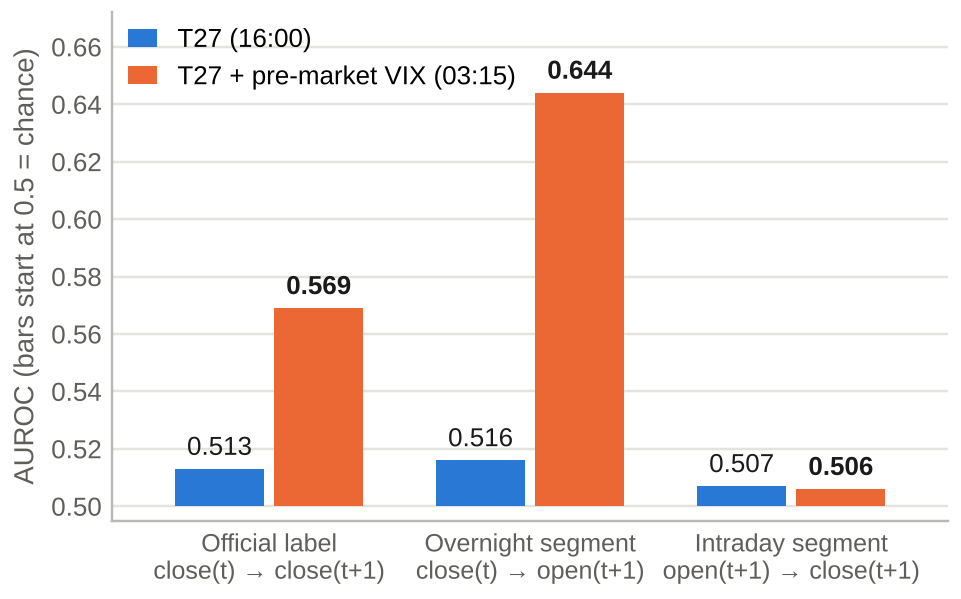 AUROC (bars start at 0.5 = chance)
0.66
0.64
0.62
0.60
0.58
0.56
0.54
0.52
0.50
T27 (16:00)
T27 + pre-market VIX (03:15)
0.513
0.569
0.516
0.644
0.507
0.506
Official label
close(t) → close(t+1)
Overnight segment
close(t) → open(t+1)
Intraday segment
open(t+1) → close(t+1)